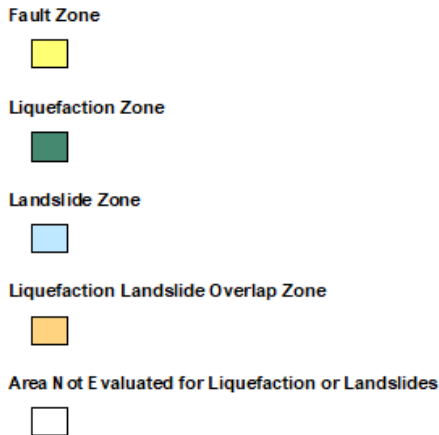 Fault Zone
Liquefaction Zone
Landslide Zone
Liquefaction Landslide Overlap Zone
Area Not Evaluated for Liquefaction or Landslides